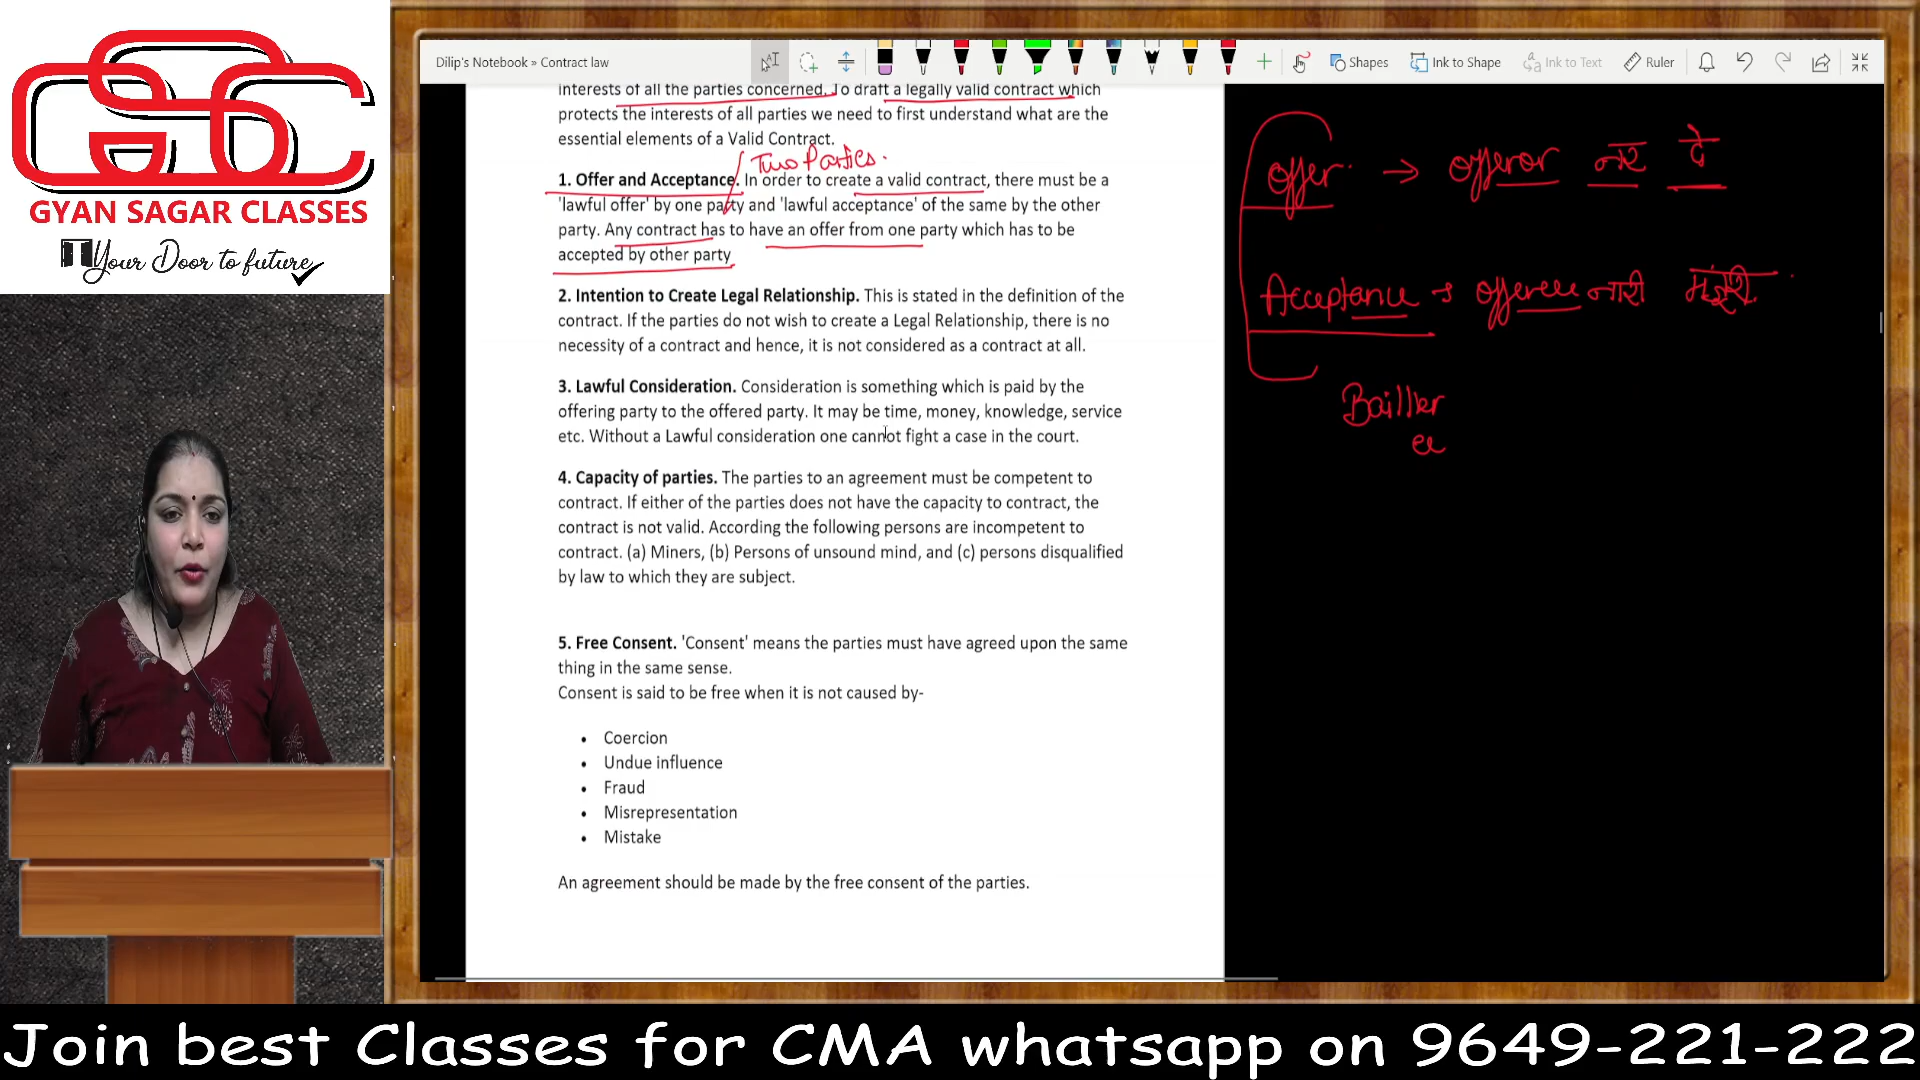 GSC
GYAN SAGAR CLASSES
Your Door to future
Dilip's Notebook » Contract law
Shapes
Ink to Shape
Ink to Text
Ruler
interests of all the parties concerned. To draft a legally valid contract which
protects the interests of all parties we need to first understand what are the
essential elements of a Valid Contract.
Two Parties.
1. Offer and Acceptance. In order to create a valid contract, there must be a
'lawful offer' by one party and 'lawful acceptance' of the same by the other
party. Any contract has to have an offer from one party which has to be
accepted by other party
2. Intention to Create Legal Relationship. This is stated in the definition of the
contract. If the parties do not wish to create a Legal Relationship, there is no
necessity of a contract and hence, it is not considered as a contract at all.
3. Lawful Consideration. Consideration is something which is paid by the
offering party to the offered party. It may be time, money, knowledge, service
etc. Without a Lawful consideration one cannot fight a case in the court.
4. Capacity of parties. The parties to an agreement must be competent to
contract. If either of the parties does not have the capacity to contract, the
contract is not valid. According the following persons are incompetent to
contract. (a) Miners, (b) Persons of unsound mind, and (c) persons disqualified
by law to which they are subject.
5. Free Consent. 'Consent' means the parties must have agreed upon the same
thing in the same sense.
Consent is said to be free when it is not caused by-
• Coercion
• Undue influence
• Fraud
• Misrepresentation
• Mistake
An agreement should be made by the free consent of the parties.
Offer → Offeror नर दे
Acceptance → नारी
ee
Join best Classes for CMA whatsapp on 9649-221-222